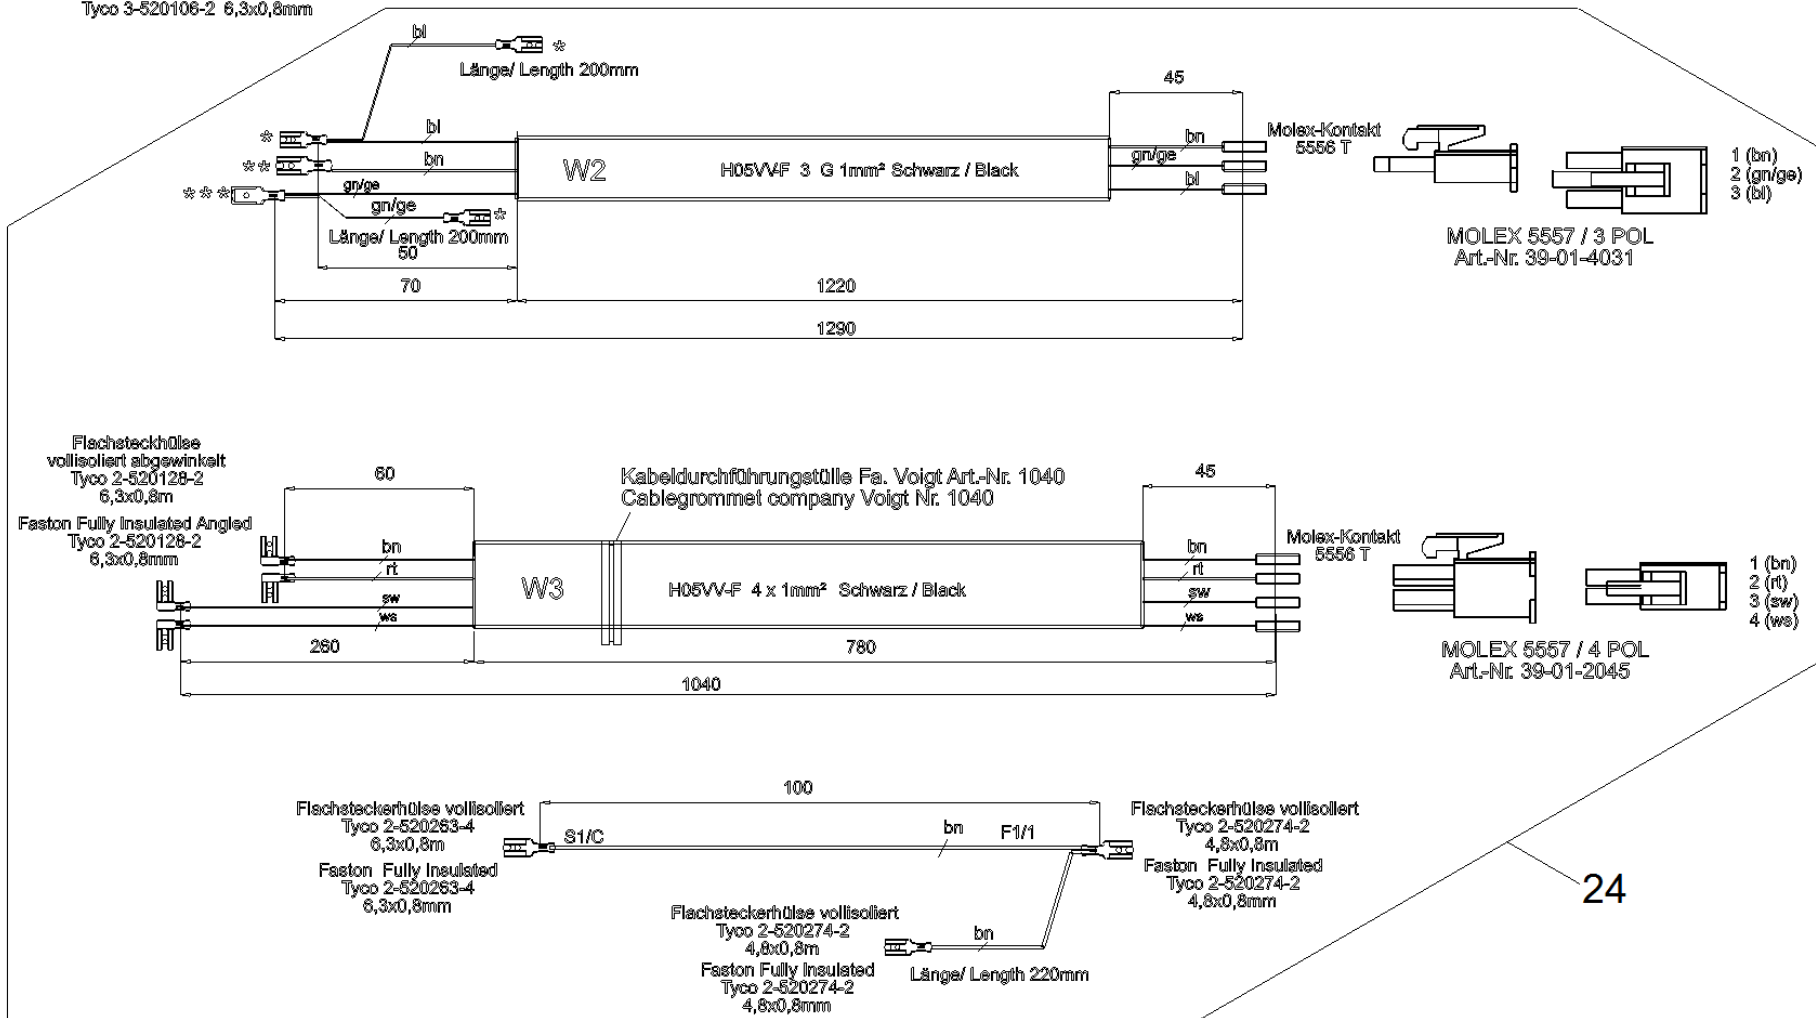 Tyco 3-520106-2 6,3x0,8mm
bl
*
Länge/ Length 200mm
45
*
bl
**
bn
***
gn/ge
gn/ge
*
Länge/ Length 200mm
W2
H05VV-F 3 G 1mm² Schwarz / Black
bn
gn/ge
bl
Molex-Kontakt
5556 T
1 (bn)
2 (gn/ge)
3 (bl)
MOLEX 5557 / 3 POL
Art.-Nr. 39-01-4031
50
70
1220
1290
Flachsteckhülse
vollisoliert abgewinkelt
Tyco 2-520128-2
6,3x0,8m
Faston Fully Insulated Angled
Tyco 2-520128-2
6,3x0,8mm
60
Kabeldurchführungstülle Fa. Voigt Art.-Nr. 1040
Cablegrommet company Voigt Nr. 1040
45
bn
rt
sw
ws
W3
H05VV-F 4 x 1mm² Schwarz / Black
bn
rt
sw
ws
Molex-Kontakt
5556 T
1 (bn)
2 (rt)
3 (sw)
4 (ws)
MOLEX 5557 / 4 POL
Art.-Nr. 39-01-2045
260
780
1040
100
Flachsteckerhülse vollisoliert
Tyco 2-520263-4
6,3x0,8m
Faston Fully Insulated
Tyco 2-520263-4
6,3x0,8mm
S1/C
bn
F1/1
Flachsteckerhülse vollisoliert
Tyco 2-520274-2
4,8x0,8m
Faston Fully Insulated
Tyco 2-520274-2
4,8x0,8mm
24
Flachsteckerhülse vollisoliert
Tyco 2-520274-2
4,8x0,8m
Faston Fully Insulated
Tyco 2-520274-2
4,8x0,8mm
bn
Länge/ Length 220mm